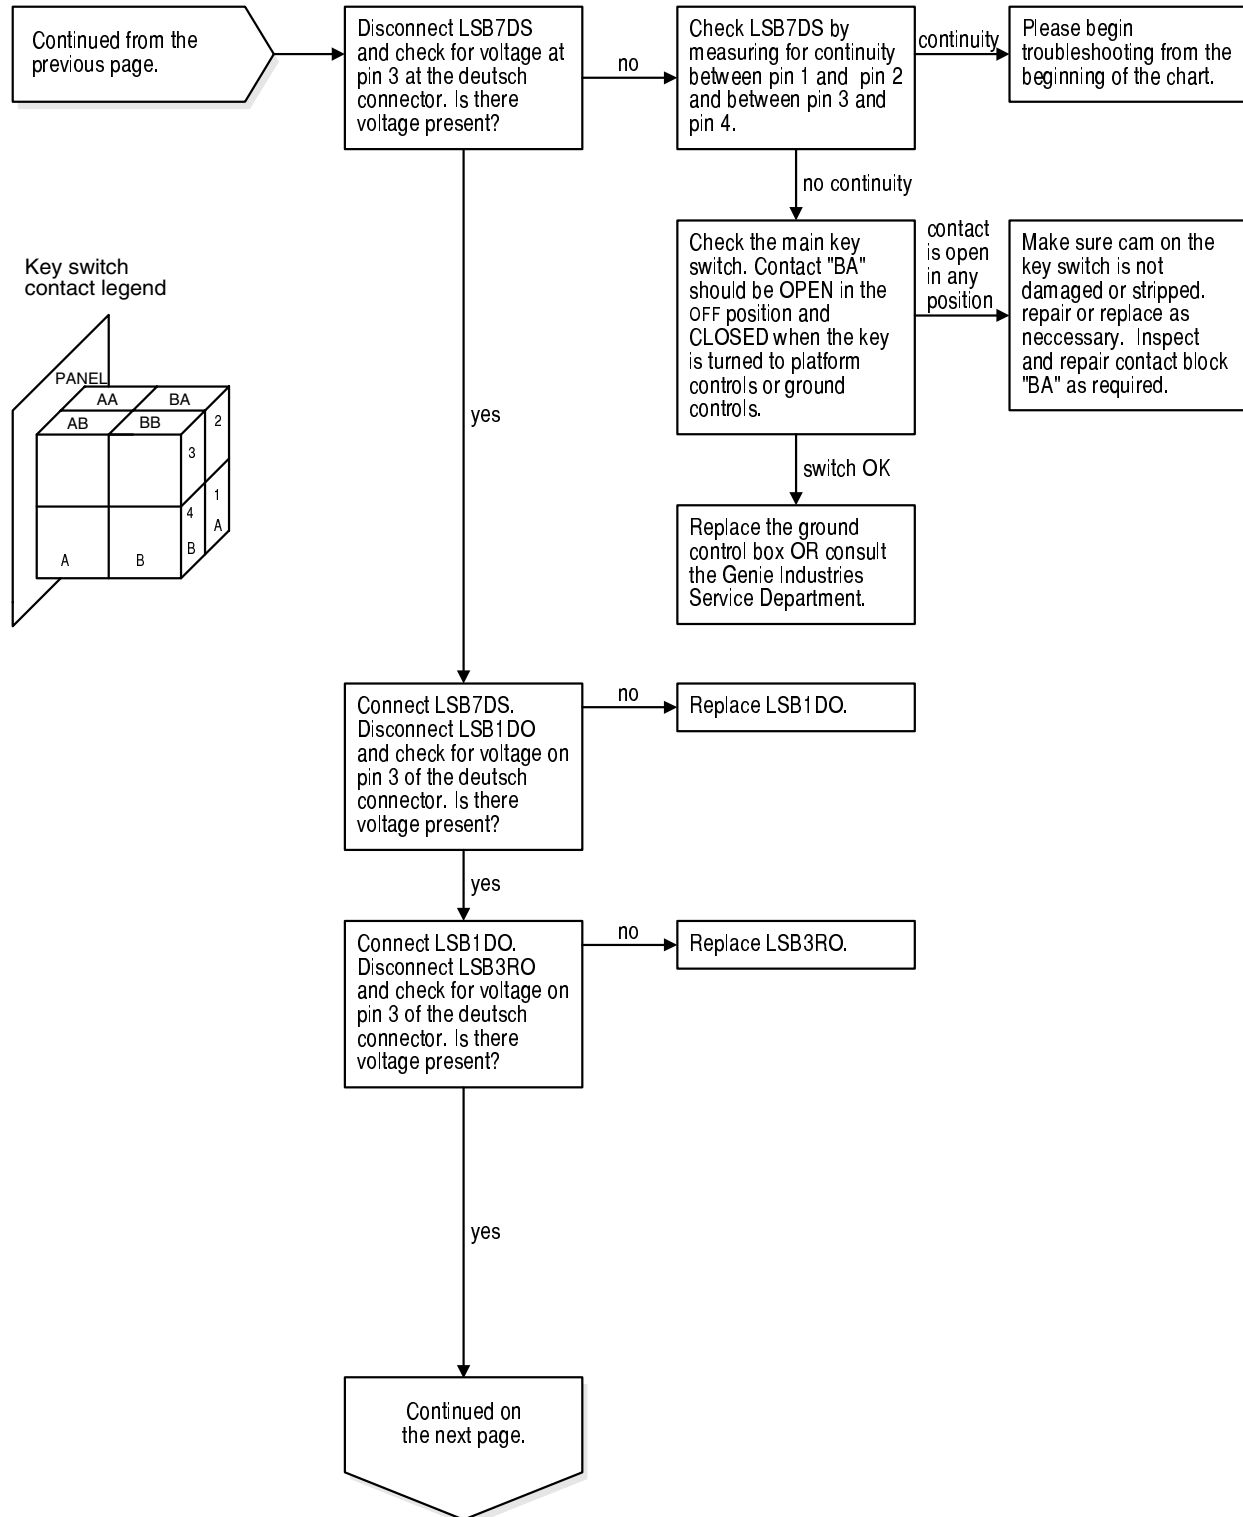 Continued from the
previous page.
Disconnect LSB7DS
and check for voltage at
pin 3 at the deutsch
connector. Is there
voltage present?
no
Check LSB7DS by
measuring for continuity
between pin 1 and pin 2
and between pin 3 and
pin 4.
continuity
Please begin
troubleshooting from the
beginning of the chart.
no continuity
Check the main key
switch. Contact "BA"
should be OPEN in the
OFF position and
CLOSED when the key
is turned to platform
controls or ground
controls.
contact
is open
in any
position
Make sure cam on the
key switch is not
damaged or stripped.
repair or replace as
neccessary. Inspect
and repair contact block
"BA" as required.
switch OK
Replace the ground
control box OR consult
the Genie Industries
Service Department.
Key switch
contact legend
PANEL
AA
BA
AB
BB
2
3
1
4
A
B
A
B
yes
Connect LSB7DS.
Disconnect LSB1DO
and check for voltage on
pin 3 of the deutsch
connector. Is there
voltage present?
no
Replace LSB1DO.
yes
Connect LSB1DO.
Disconnect LSB3RO
and check for voltage on
pin 3 of the deutsch
connector. Is there
voltage present?
no
Replace LSB3RO.
yes
Continued on
the next page.